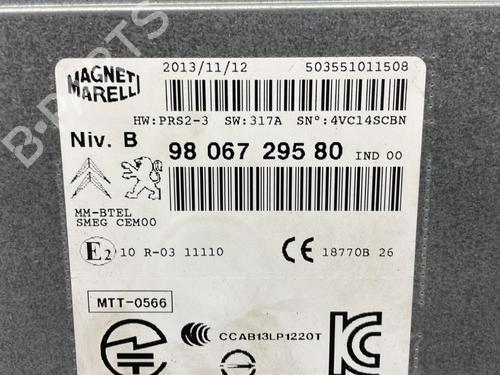 B-PARTS
MAGNETI MARELLI
2013/11/12 503551011508
HW:PRS2-3 SW:317A SN°:4VC14SCBN
Niv. B 98 067 295 80 IND 00
MM-BTEL
SMEG CEM00
E2 10 R-03 11110 CE 18770B 26
MTT-0566
CCAB13LP1220T